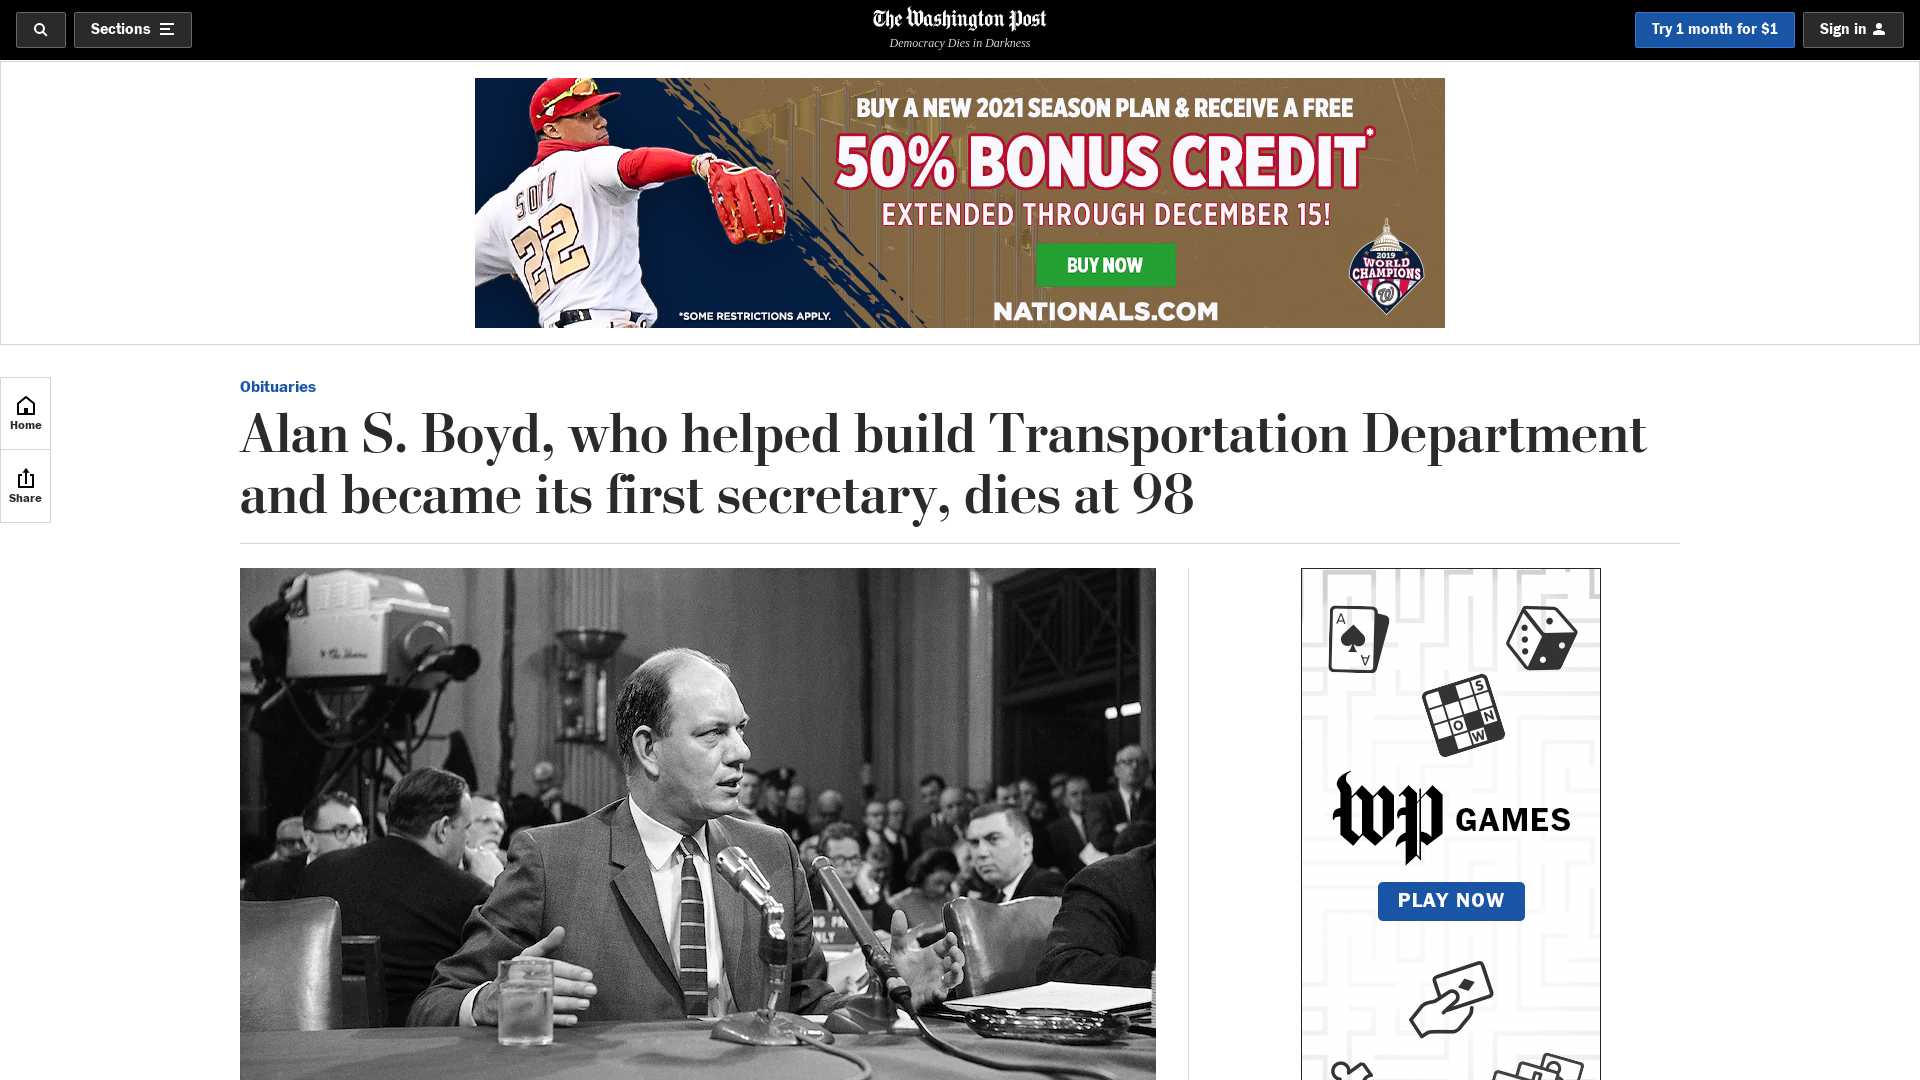 Sections
The Washington Post
Democracy Dies in Darkness
Try 1 month for $1
Sign in
BUY A NEW 2021 SEASON PLAN & RECEIVE A FREE
50% BONUS CREDIT*
EXTENDED THROUGH DECEMBER 15!
BUY NOW
NATIONALS.COM
*SOME RESTRICTIONS APPLY.
SOTO
22
2019
WORLD
CHAMPIONS
W
Home
Share
Obituaries
Alan S. Boyd, who helped build Transportation Department
and became its first secretary, dies at 98
A
A
S
O N
W
wp GAMES
PLAY NOW